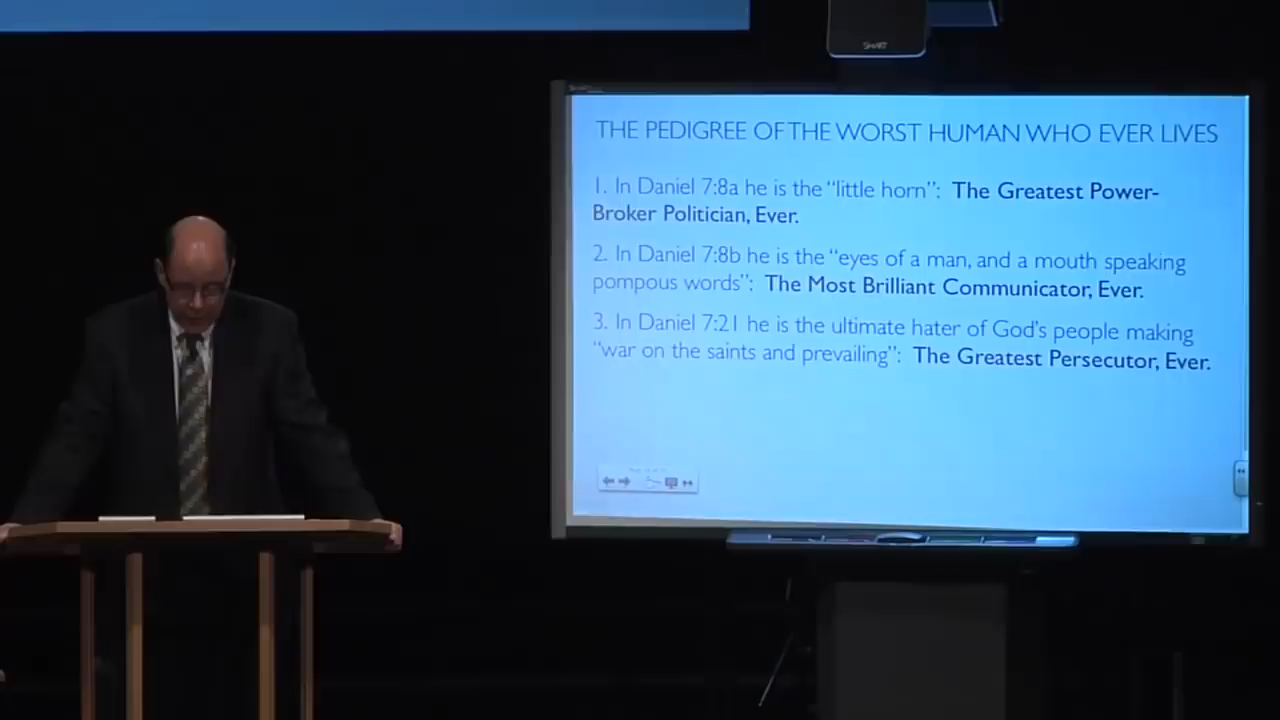 SMART
THE PEDIGREE OF THE WORST HUMAN WHO EVER LIVES
1. In Daniel 7:8a he is the “little horn”: The Greatest Power-
Broker Politician, Ever.
2. In Daniel 7:8b he is the “eyes of a man, and a mouth speaking
pompous words”: The Most Brilliant Communicator, Ever.
3. In Daniel 7:21 he is the ultimate hater of God’s people making
“war on the saints and prevailing”: The Greatest Persecutor, Ever.